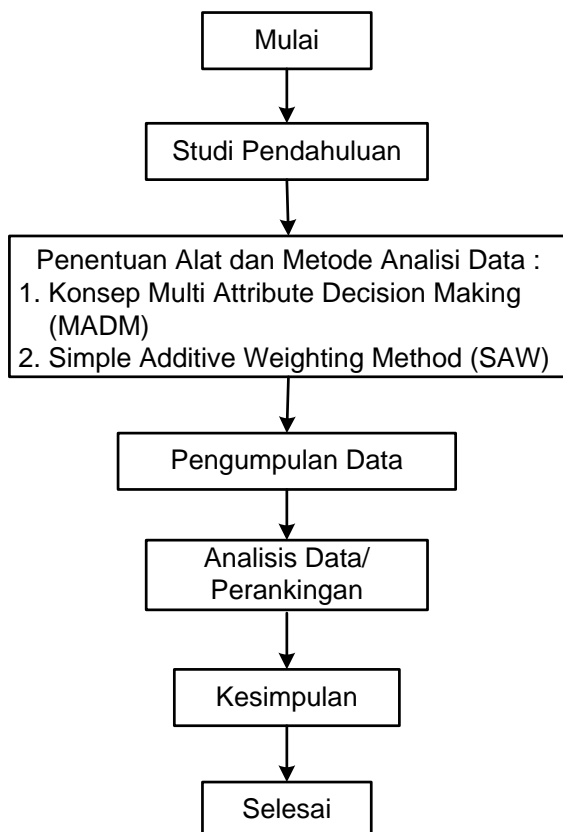 Mulai
Studi Pendahuluan
Penentuan Alat dan Metode Analisi Data :
1. Konsep Multi Attribute Decision Making
(MADM)
2. Simple Additive Weighting Method (SAW)
Pengumpulan Data
Analisis Data/
Perankingan
Kesimpulan
Selesai